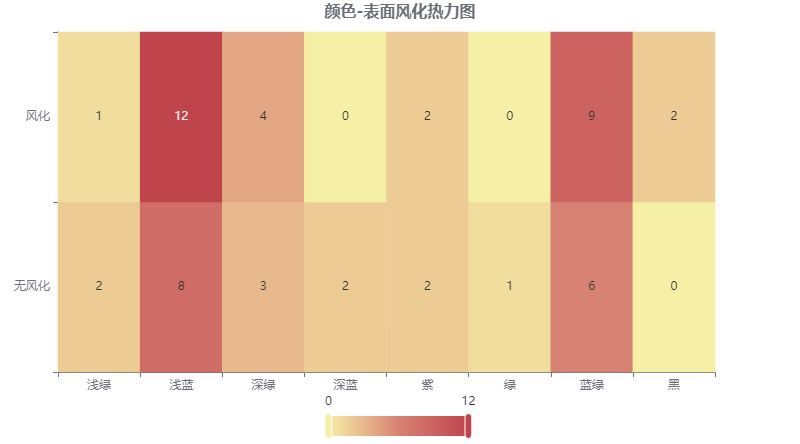 颜色-表面风化热力图
风化
1 12 4 0 2 0 9 2
无风化
2 8 3 2 2 1 6 0
浅绿 浅蓝 深绿 深蓝 紫 绿 蓝绿 黑
0 12